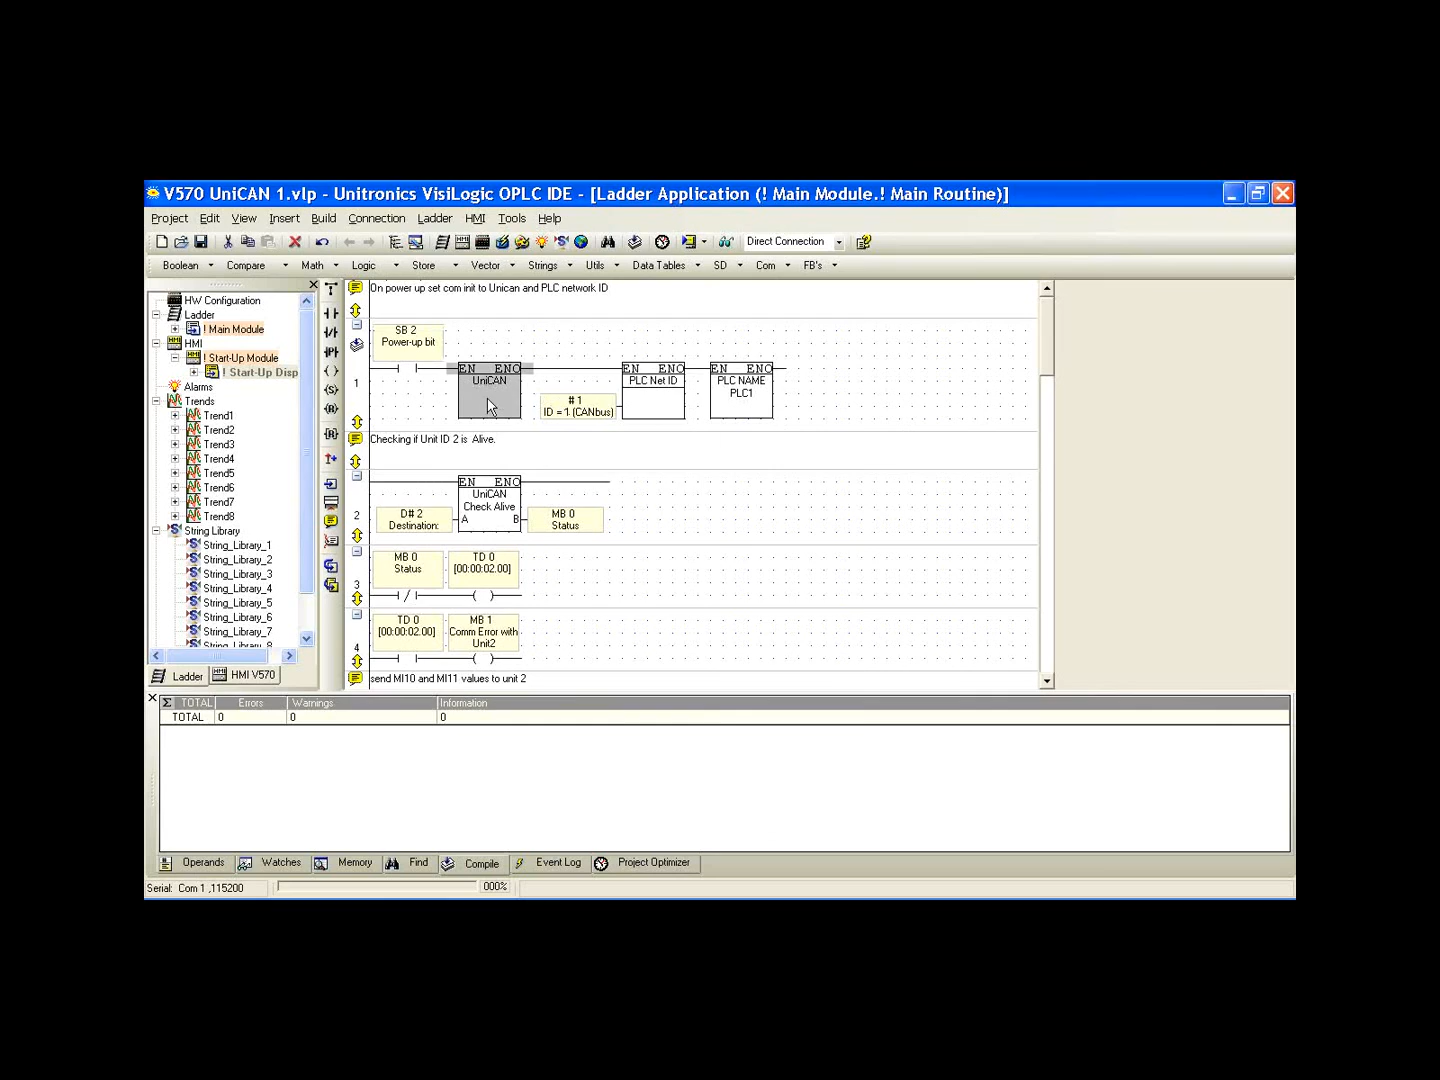 V570 UniCAN 1.vlp - Unitronics VisiLogic OPLC IDE - [Ladder Application (! Main Module.! Main Routine)]
Project Edit View Insert Build Connection Ladder HMI Tools Help
Direct Connection
Boolean Compare Math Logic Store Vector Strings Utils Data Tables SD Com FB's
HW Configuration
Ladder
! Main Module
HMI
! Start-Up Module
! Start-Up Disp
Alarms
Trends
Trend1
Trend2
Trend3
Trend4
Trend5
Trend6
Trend7
Trend8
String Library
String_Library_1
String_Library_2
String_Library_3
String_Library_4
String_Library_5
String_Library_6
String_Library_7
Ladder HMI V570
On power up set com init to Unican and PLC network ID
SB 2
Power-up bit
EN ENO EN ENO EN ENO
UniCAN PLC Net ID PLC NAME
PLC1
1
# 1
ID = 1 (CANbus)
Checking if Unit ID 2 is Alive.
EN ENO
UniCAN
Check Alive
2
D# 2
Destination:
A B
MB 0
Status
MB 0 TD 0
Status [00:00:02.00]
3
TD 0 MB 1
[00:00:02.00] Comm Error with
Unit2
4
send MI10 and MI11 values to unit 2
Σ TOTAL Errors Warnings Information
TOTAL 0 0 0
Operands Watches Memory Find Compile Event Log Project Optimizer
Serial: Com 1 ,115200 000%